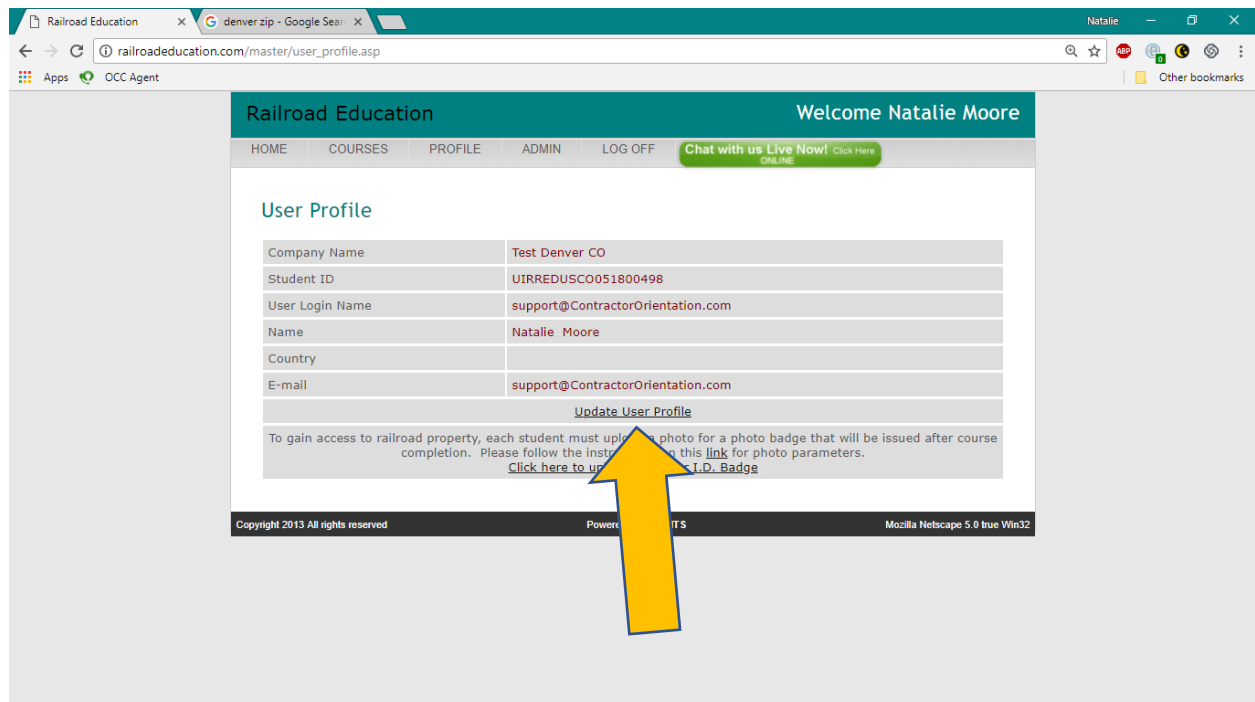 Railroad Education
denver zip - Google Sear
Natalie
railroadeducation.com/master/user_profile.asp
ABP
0
Apps
OCC Agent
Other bookmarks
Railroad Education
Welcome Natalie Moore
HOME COURSES PROFILE ADMIN LOG OFF Chat with us Live Now! Click Here
ONLINE
User Profile
Company Name Test Denver CO
Student ID UIRREDUSCO051800498
User Login Name support@ContractorOrientation.com
Name Natalie Moore
Country
E-mail support@ContractorOrientation.com
Update User Profile
To gain access to railroad property, each student must a photo for a photo badge that will be issued after course
completion. Please follow the this link for photo parameters.
Click here to I.D. Badge
Copyright 2013 All rights reserved
Mozilla Netscape 5.0 true Win32